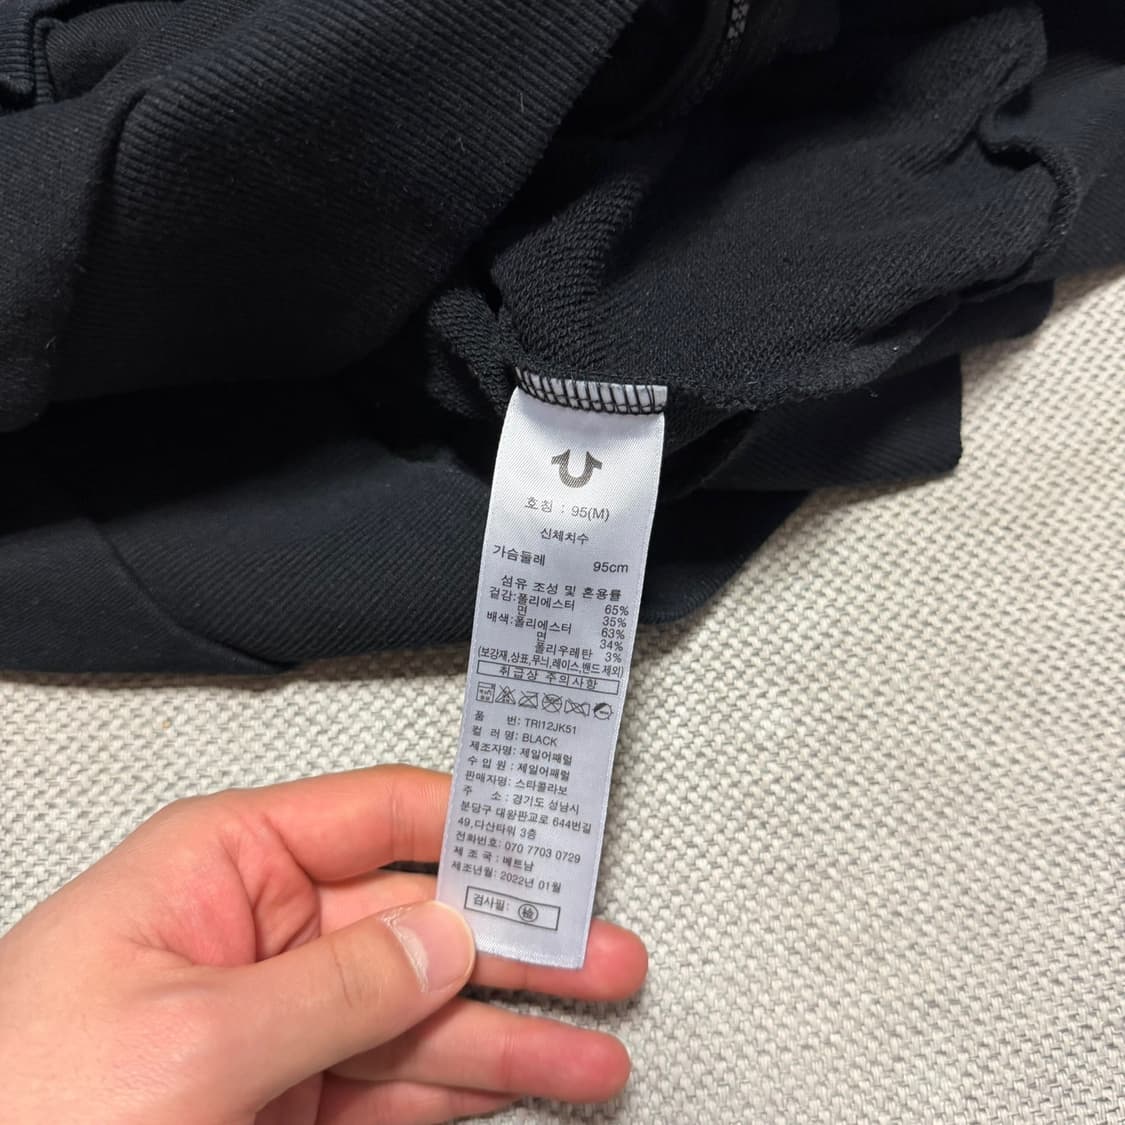 호칭 : 95(M)
신체치수
가슴둘레 95cm
섬유 조성 및 혼용률
겉감:폴리에스터 65%
면 35%
배색:폴리에스터 63%
면 34%
폴리우레탄 3%
(보강재,상표,무늬,레이스,밴드 제외)
취급상 주의사항
품 번: TRI12JK51
컬 러 명: BLACK
제조자명: 제일어패럴
수 입 원 : 제일어패럴
판매자명: 스타콜라보
주 소 : 경기도 성남시
분당구 대왕판교로 644번길
49,다산타워 3층
전화번호: 070 7703 0729
제 조 국 : 베트남
제조년월: 2022년 01월
검사필: 檢